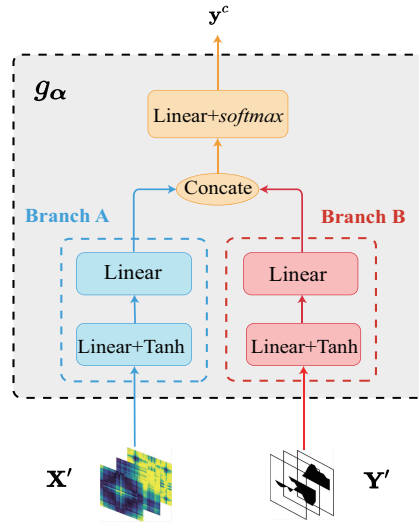 y^c
g_α
Linear+softmax
Concate
Branch A
Branch B
Linear
Linear
Linear+Tanh
Linear+Tanh
X′
Y′